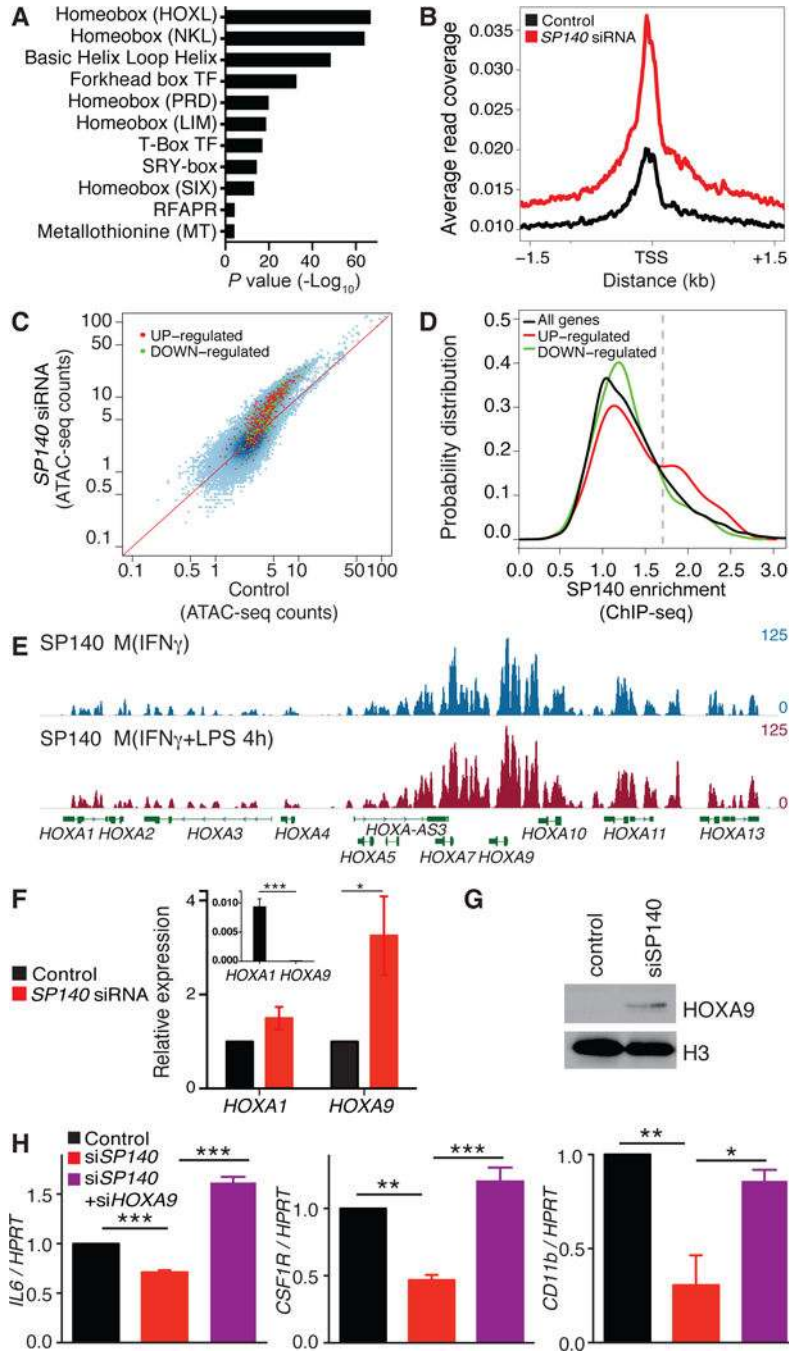 A
Homeobox (HOXL)
Homeobox (NKL)
Basic Helix Loop Helix
Forkhead box TF
Homeobox (PRD)
Homeobox (LIM)
T-Box TF
SRY-box
Homeobox (SIX)
RFAPR
Metallothionine (MT)
0 20 40 60
P value (-Log10)
B
Control
SP140 siRNA
Average read coverage
0.035
0.030
0.025
0.020
0.015
0.010
−1.5 TSS +1.5
Distance (kb)
C
UP−regulated
DOWN−regulated
SP140 siRNA
(ATAC-seq counts)
100
50
10
5
1
0.5
0.1
0.1 0.5 1 5 10 50 100
Control
(ATAC-seq counts)
D
All genes
UP-regulated
DOWN-regulated
Probability distribution
0.5
0.4
0.3
0.2
0.1
0.0
0.0 0.5 1.0 1.5 2.0 2.5 3.0
SP140 enrichment
(ChIP-seq)
E
SP140 M(IFNγ)
125
0
SP140 M(IFNγ+LPS 4h)
125
0
HOXA1 HOXA2 HOXA3 HOXA4 HOXA-AS3 HOXA10 HOXA11 HOXA13
HOXA5 HOXA7 HOXA9
F
Control
SP140 siRNA
Relative expression
4
2
0
0.010
0.005
0.000
***
HOXA1 HOXA9
*
HOXA1 HOXA9
G
control siSP140
HOXA9
H3
H
Control
siSP140
siSP140
+siHOXA9
IL6 / HPRT
1.5
1.0
0.5
0.0
***
***
CSF1R / HPRT
1.0
0.5
0.0
**
***
CD11b / HPRT
1.0
0.5
0.0
**
*